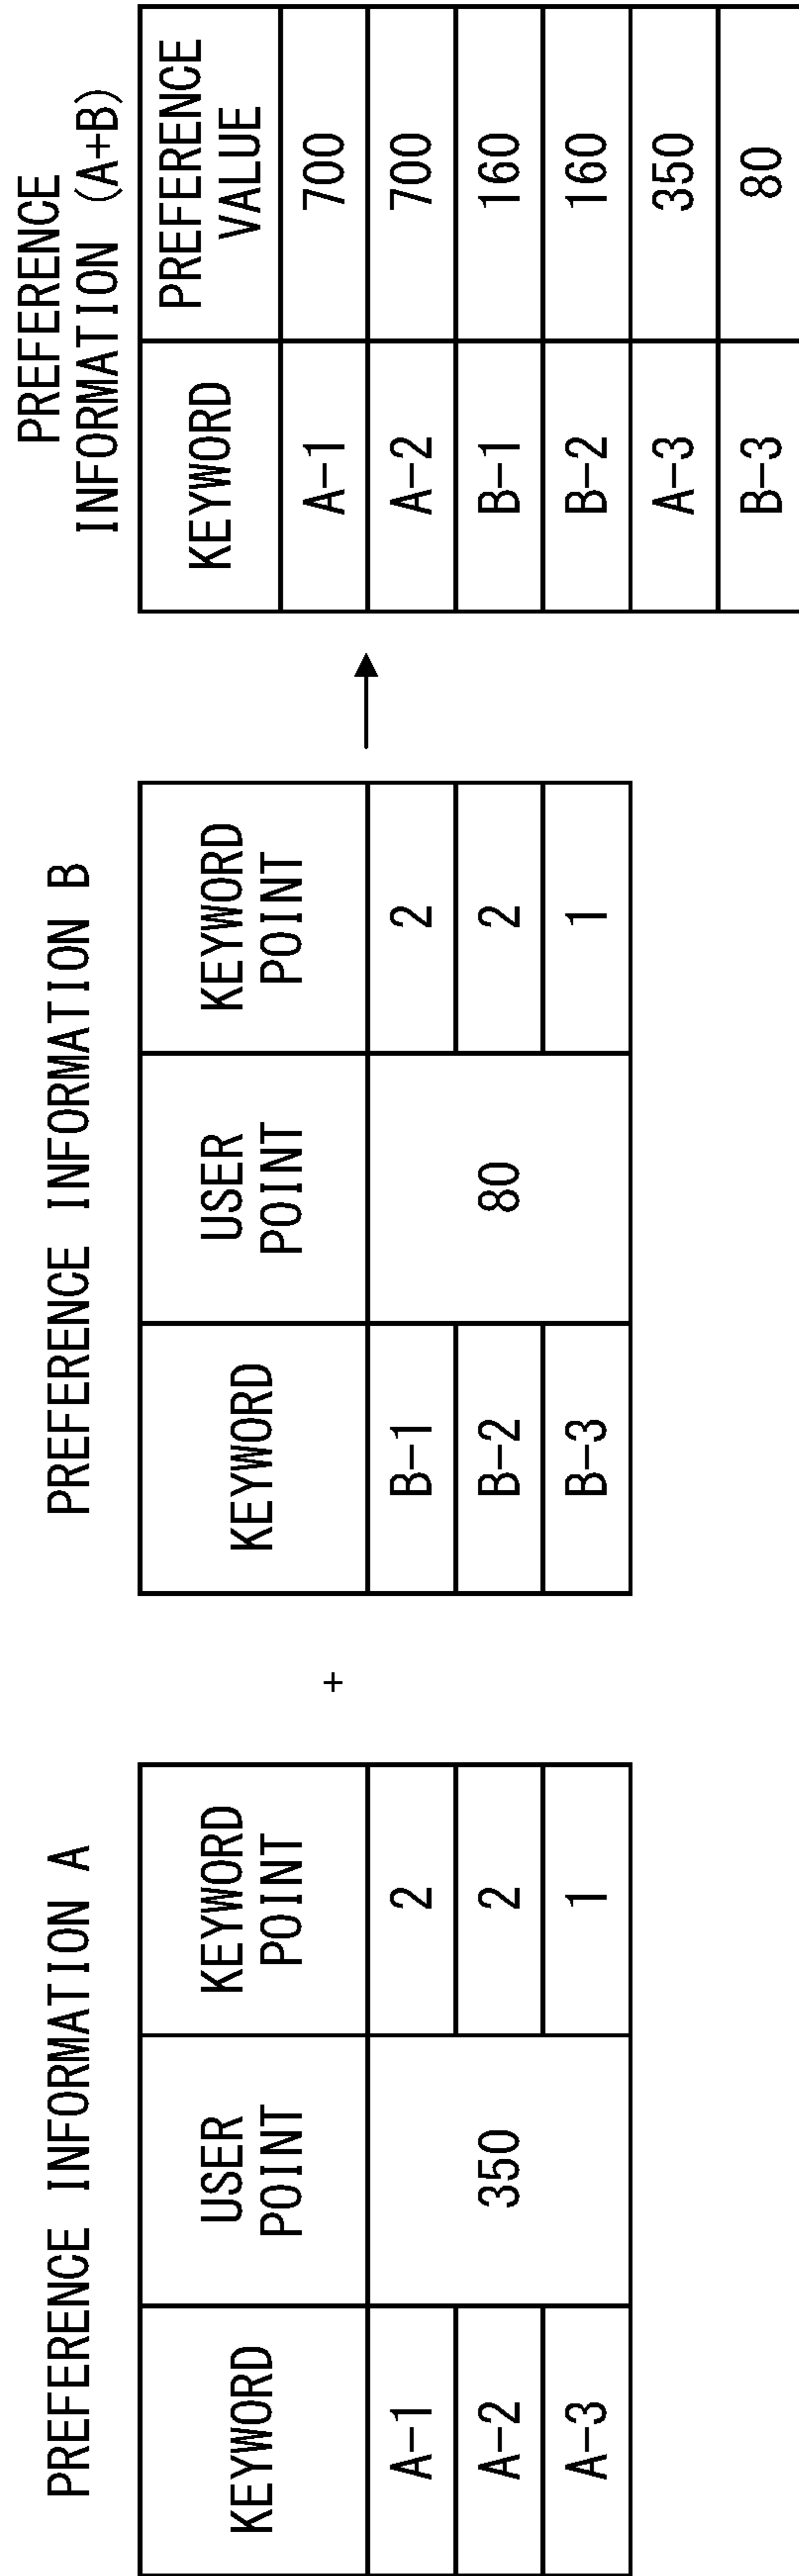 PREFERENCE INFORMATION A
KEYWORD
USER
POINT
KEYWORD
POINT
A-1
350
2
A-2
2
A-3
1
+
PREFERENCE INFORMATION B
KEYWORD
USER
POINT
KEYWORD
POINT
B-1
80
2
B-2
2
B-3
1
PREFERENCE
INFORMATION (A+B)
KEYWORD
PREFERENCE
VALUE
A-1
700
A-2
700
B-1
160
B-2
160
A-3
350
B-3
80